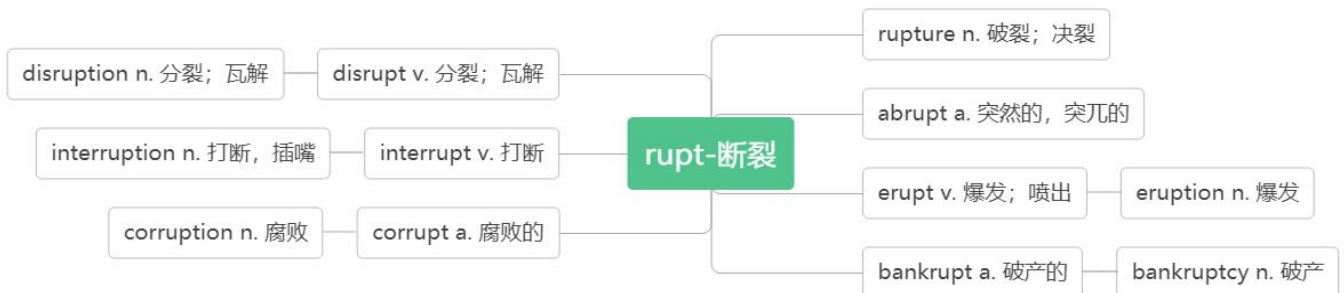 rupture n. 破裂；决裂
disruption n. 分裂；瓦解
disrupt v. 分裂；瓦解
abrupt a. 突然的，突兀的
interruption n. 打断，插嘴
interrupt v. 打断
rupt-断裂
erupt v. 爆发；喷出
eruption n. 爆发
corruption n. 腐败
corrupt a. 腐败的
bankrupt a. 破产的
bankruptcy n. 破产